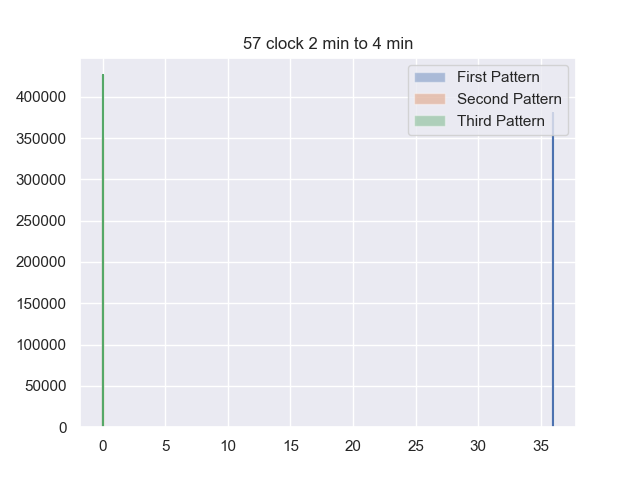 57 clock 2 min to 4 min
First Pattern
Second Pattern
Third Pattern
400000
350000
300000
250000
200000
150000
100000
50000
0
0 5 10 15 20 25 30 35